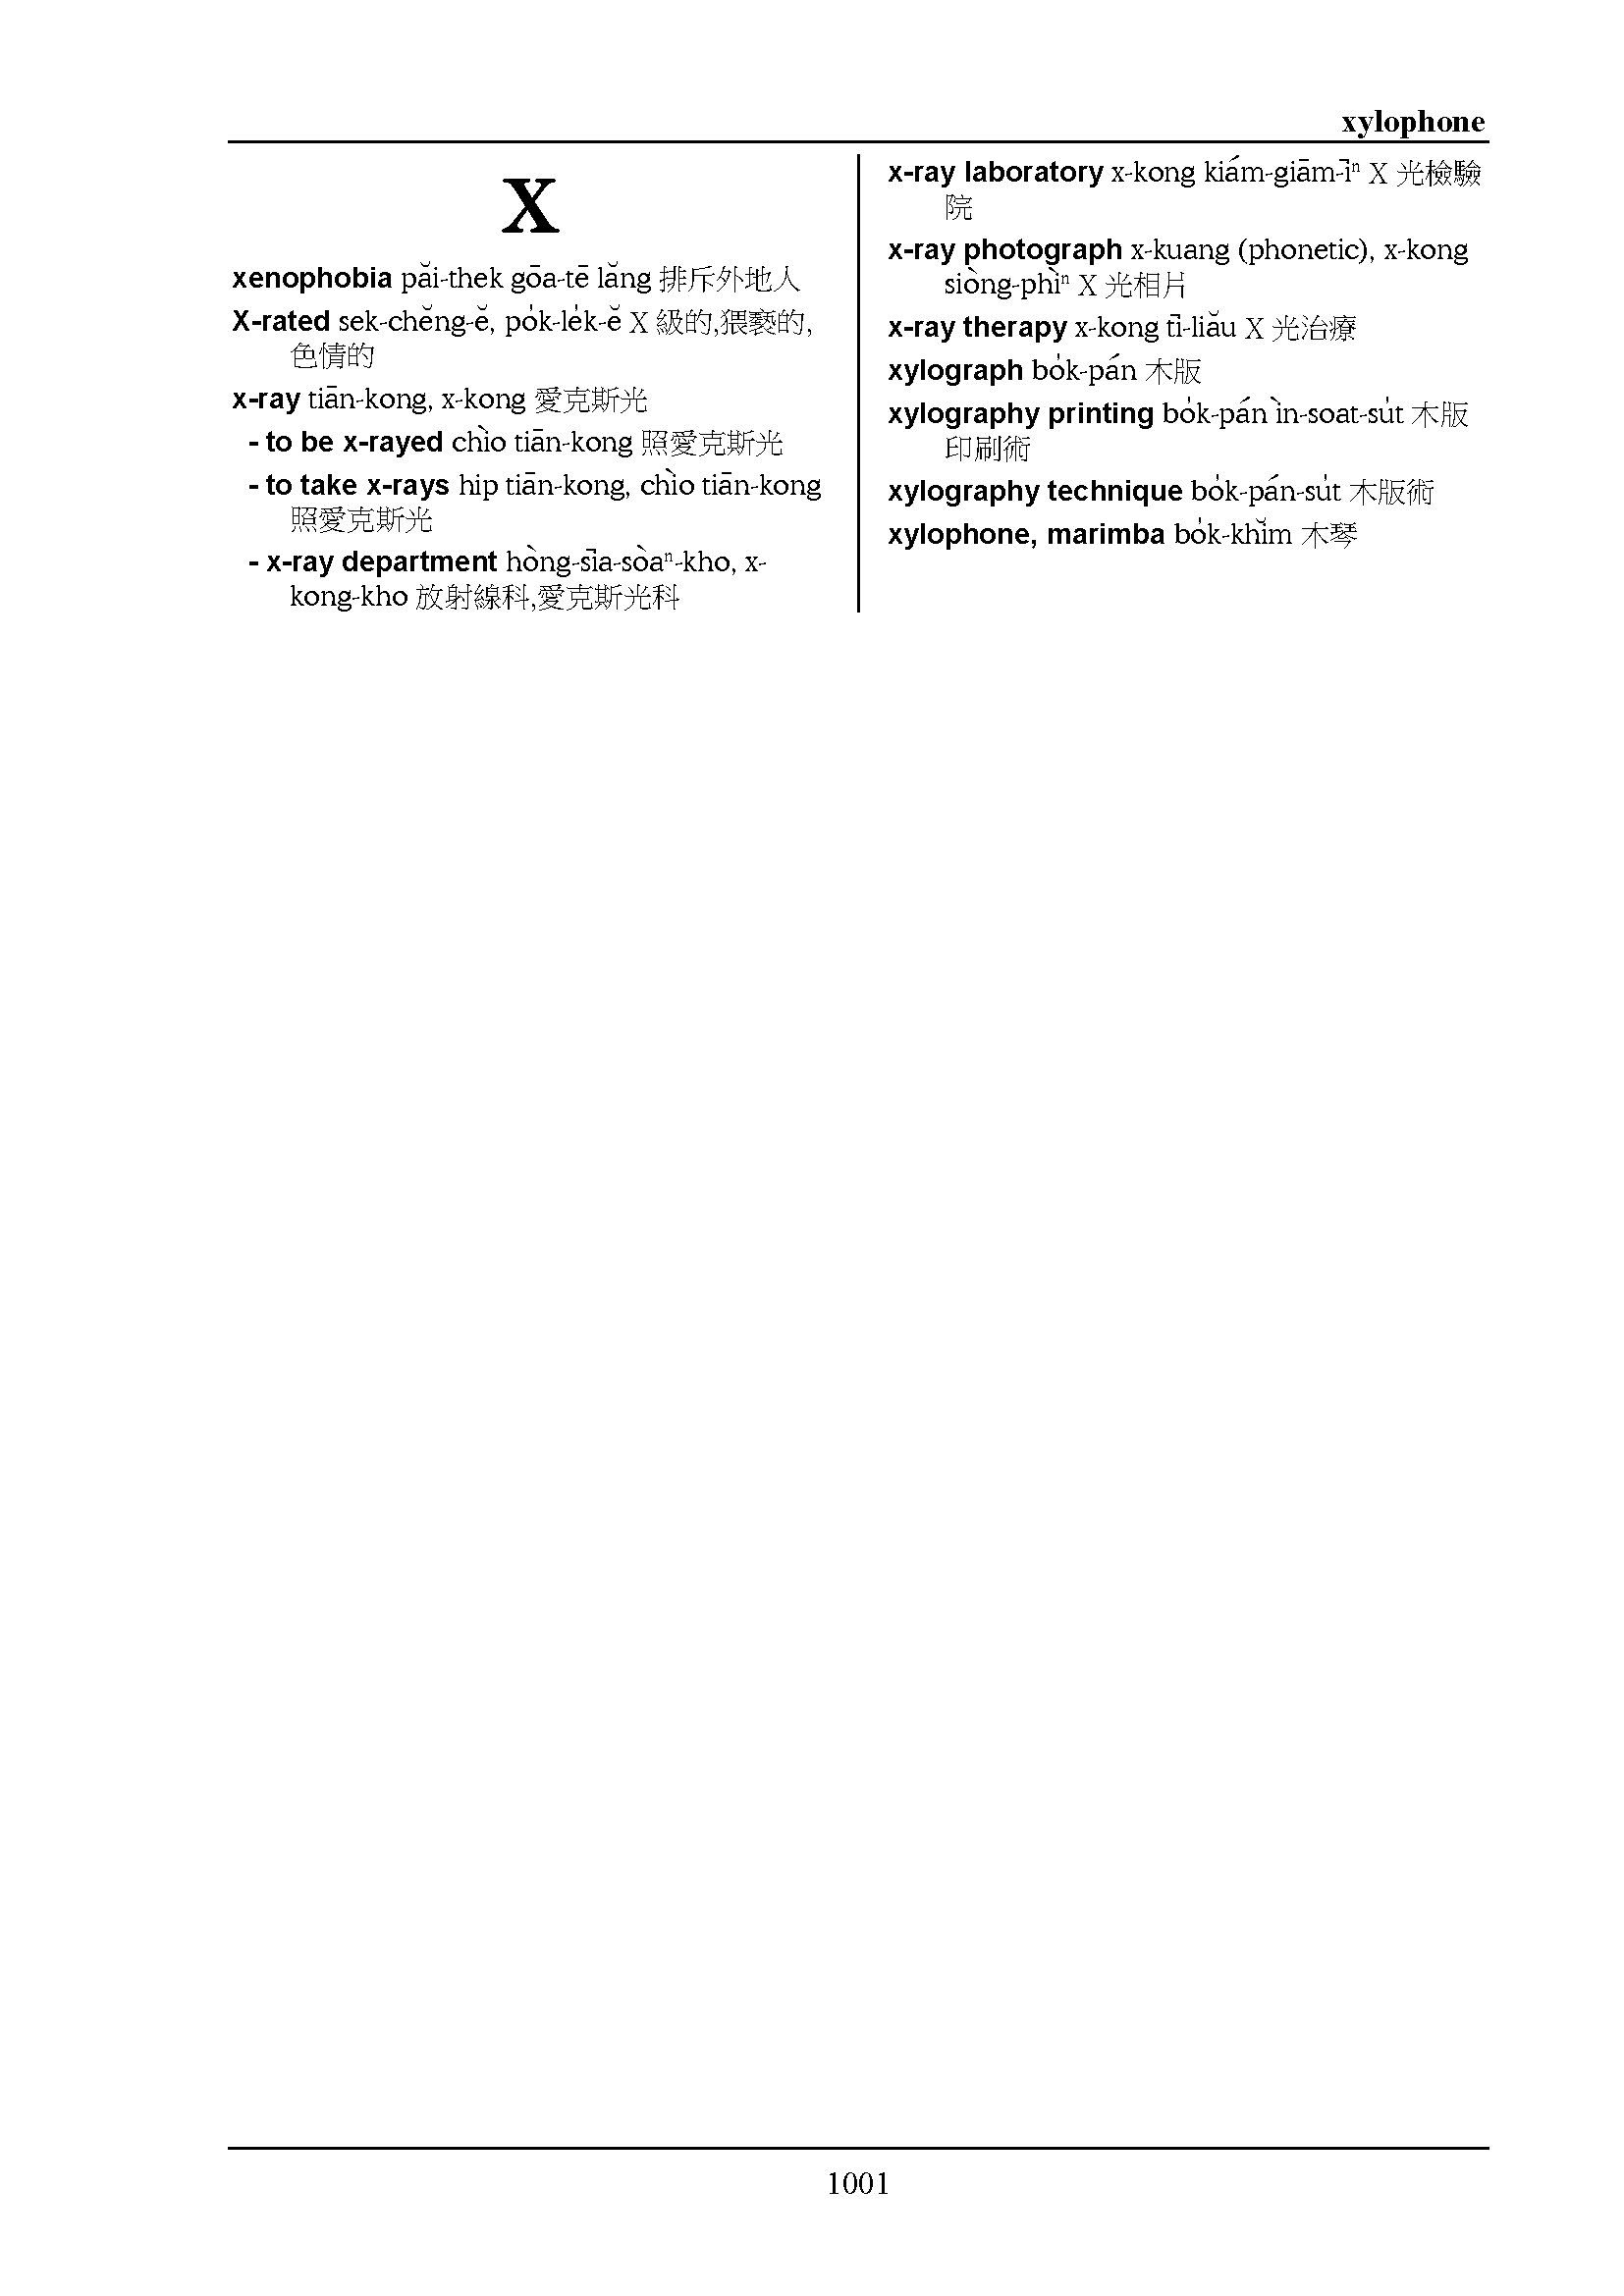 xylophone
X
xenophobia păi-thek gōa-tē lăng 排斥外地人
X-rated sek-chĕng-ĕ, po̍k-le̍k-ĕ X 級的,猥褻的,
色情的
x-ray tiān-kong, x-kong 愛克斯光
- to be x-rayed chìo tiān-kong 照愛克斯光
- to take x-rays hip tiān-kong, chìo tiān-kong
照愛克斯光
- x-ray department hòng-sīa-sòaⁿ-kho, x-
kong-kho 放射線科,愛克斯光科
x-ray laboratory x-kong kiám-giām-īⁿ X 光檢驗
院
x-ray photograph x-kuang (phonetic), x-kong
siòng-phìⁿ X 光相片
x-ray therapy x-kong tī-liău X 光治療
xylograph bo̍k-pán 木版
xylography printing bo̍k-pán ìn-soat-su̍t 木版
印刷術
xylography technique bo̍k-pán-su̍t 木版術
xylophone, marimba bo̍k-khĭm 木琴
1001